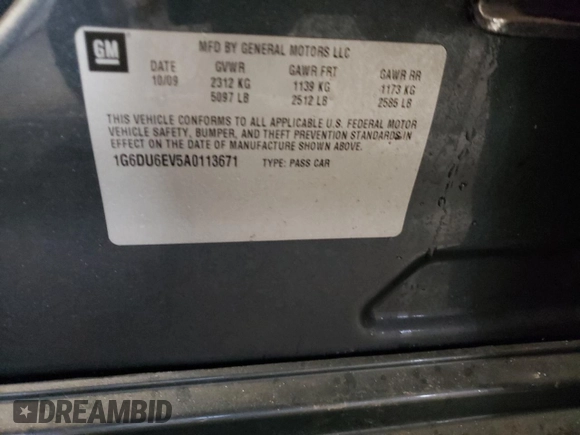 GM
MFD BY GENERAL MOTORS LLC
DATE GVWR GAWR FRT GAWR RR
10/09 2312 KG 1139 KG 1173 KG
5097 LB 2512 LB 2585 LB
THIS VEHICLE CONFORMS TO ALL APPLICABLE U.S. FEDERAL MOTOR
VEHICLE SAFETY, BUMPER, AND THEFT PREVENTION STANDARDS IN
EFFECT ON THE DATE OF MANUFACTURE SHOWN ABOVE.
1G6DU6EV5A0113671 TYPE: PASS CAR
DREAMBID